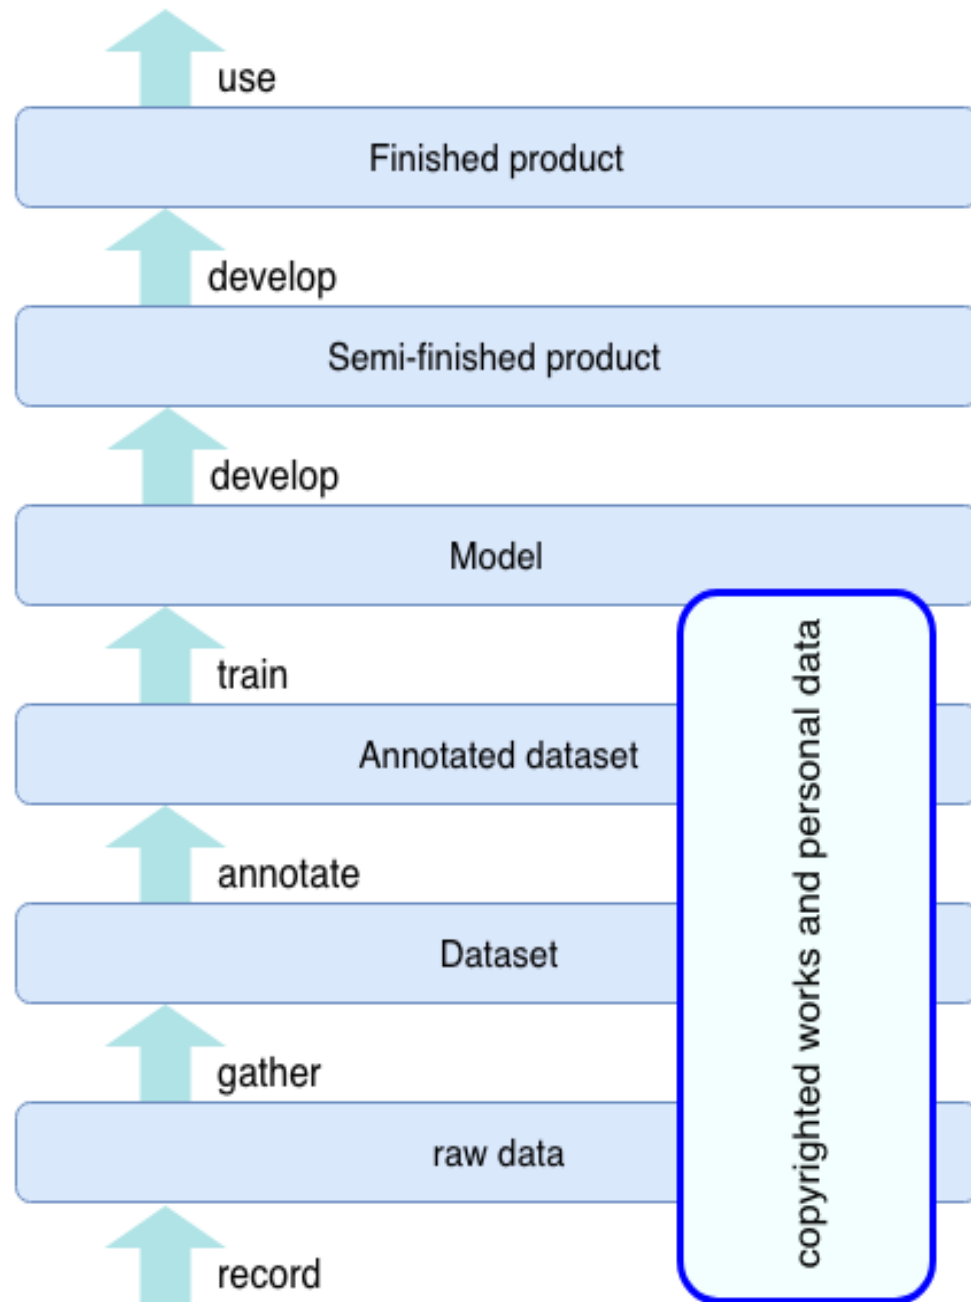 use
Finished product
develop
Semi-finished product
develop
Model
train
Annotated dataset
annotate
Dataset
gather
raw data
record
copyrighted works and personal data